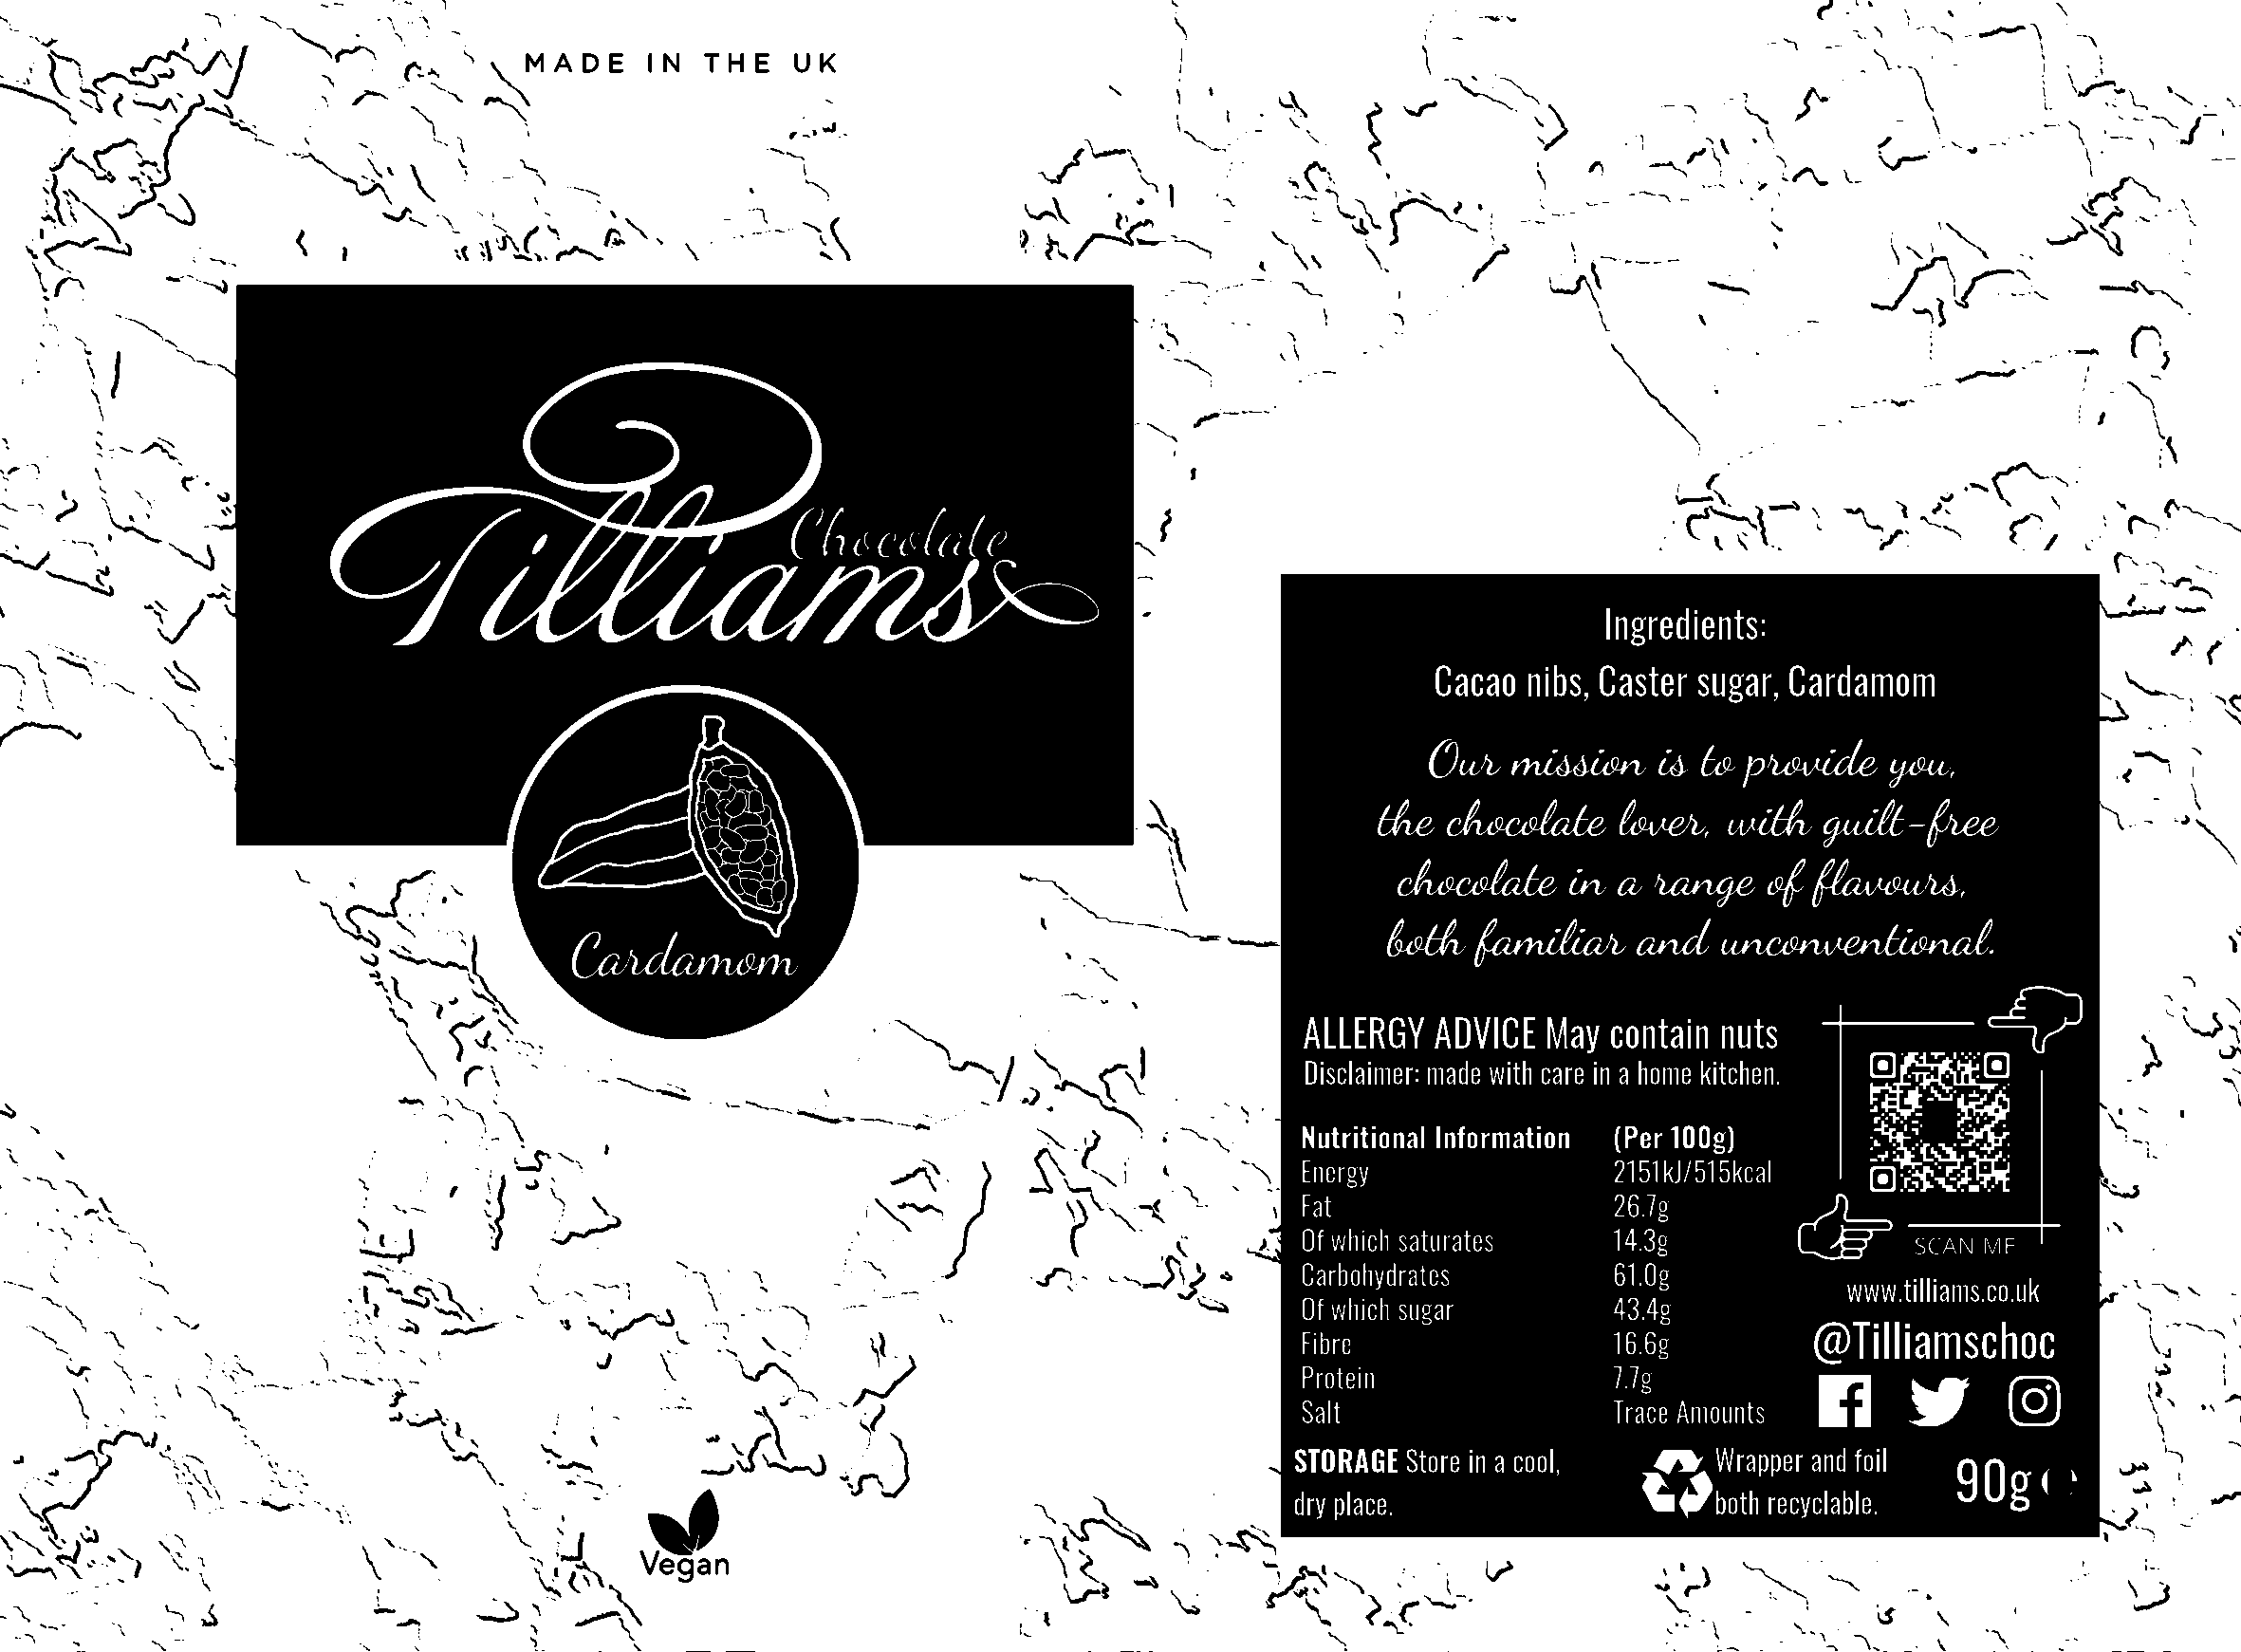 MADE IN THE UK
Tilliams
Chocolate
Cardamom
Vegan
Ingredients:
Cacao nibs, Caster sugar, Cardamom
Our mission is to provide you,
the chocolate lover, with guilt-free
chocolate in a range of flavours,
both familiar and unconventional.
ALLERGY ADVICE May contain nuts
Disclaimer: made with care in a home kitchen.
Nutritional Information (Per 100g)
Energy 2151kJ/515kcal
Fat 26.7g
Of which saturates 14.3g
Carbohydrates 61.0g
Of which sugar 43.4g
Fibre 16.6g
Protein 7.7g
Salt Trace Amounts
SCAN ME
www.tilliams.co.uk
@Tilliamschoc
STORAGE Store in a cool,
dry place.
Wrapper and foil
both recyclable.
90g